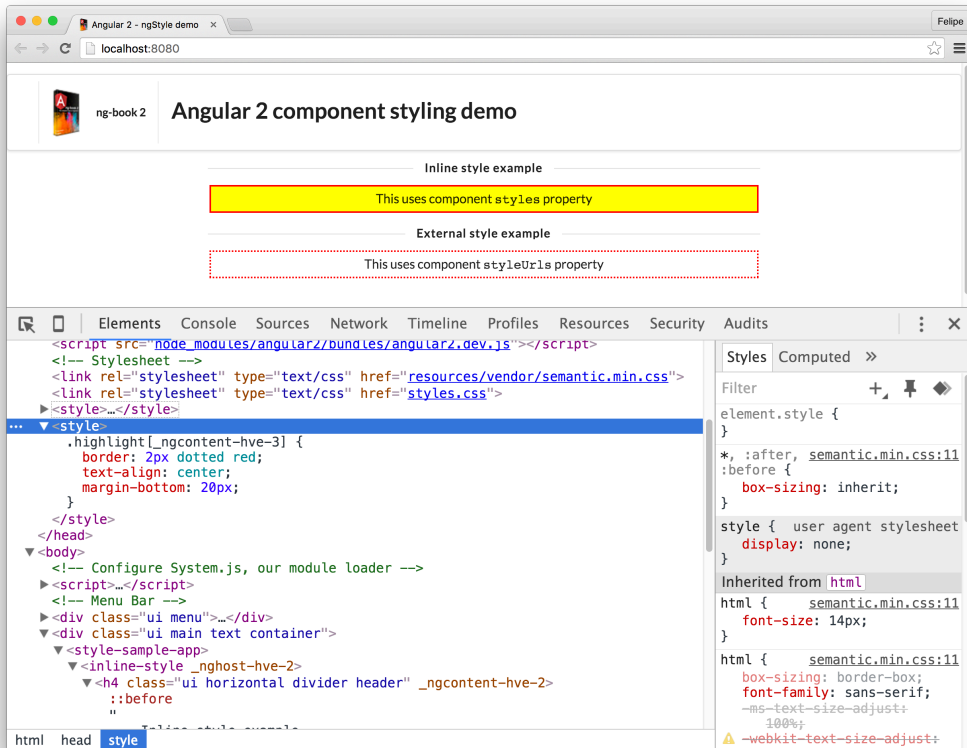 Angular 2 - ngStyle demo
Felipe
localhost:8080
ng-book 2
Angular 2 component styling demo
Inline style example
This uses component styles property
External style example
This uses component styleUrls property
Elements Console Sources Network Timeline Profiles Resources Security Audits
<script src="node_modules/angular2/bundles/angular2.dev.js"></script>
<!-- Stylesheet -->
<link rel="stylesheet" type="text/css" href="resources/vendor/semantic.min.css">
<link rel="stylesheet" type="text/css" href="styles.css">
▶<style>…</style>
▼<style>
.highlight[_ngcontent-hve-3] {
border: 2px dotted red;
text-align: center;
margin-bottom: 20px;
}
</style>
</head>
▼<body>
<!-- Configure System.js, our module loader -->
▶<script>…</script>
<!-- Menu Bar -->
▶<div class="ui menu">…</div>
▼<div class="ui main text container">
▼<style-sample-app>
▼<inline-style _nghost-hve-2>
▼<h4 class="ui horizontal divider header" _ngcontent-hve-2>
::before
"
Inline style example
html head style
Styles Computed »
Filter
element.style {
}
*, :after, semantic.min.css:11
:before {
box-sizing: inherit;
}
style { user agent stylesheet
display: none;
}
Inherited from html
html { semantic.min.css:11
font-size: 14px;
}
html { semantic.min.css:11
box-sizing: border-box;
font-family: sans-serif;
-ms-text-size-adjust:
100%;
-webkit-text-size-adjust: